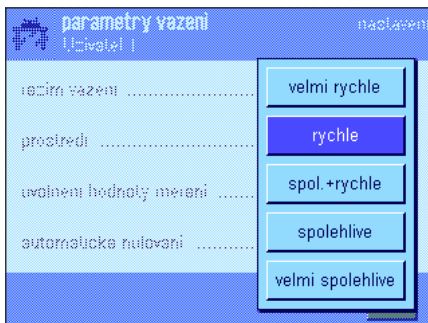 parametry vazeni
nastaveni
Uzivatel 1
rezim vazeni
prostredi
uvolneni hodnoty mereni
automaticke nulovani
velmi rychle
rychle
spol.+rychle
spolehlive
velmi spolehlive